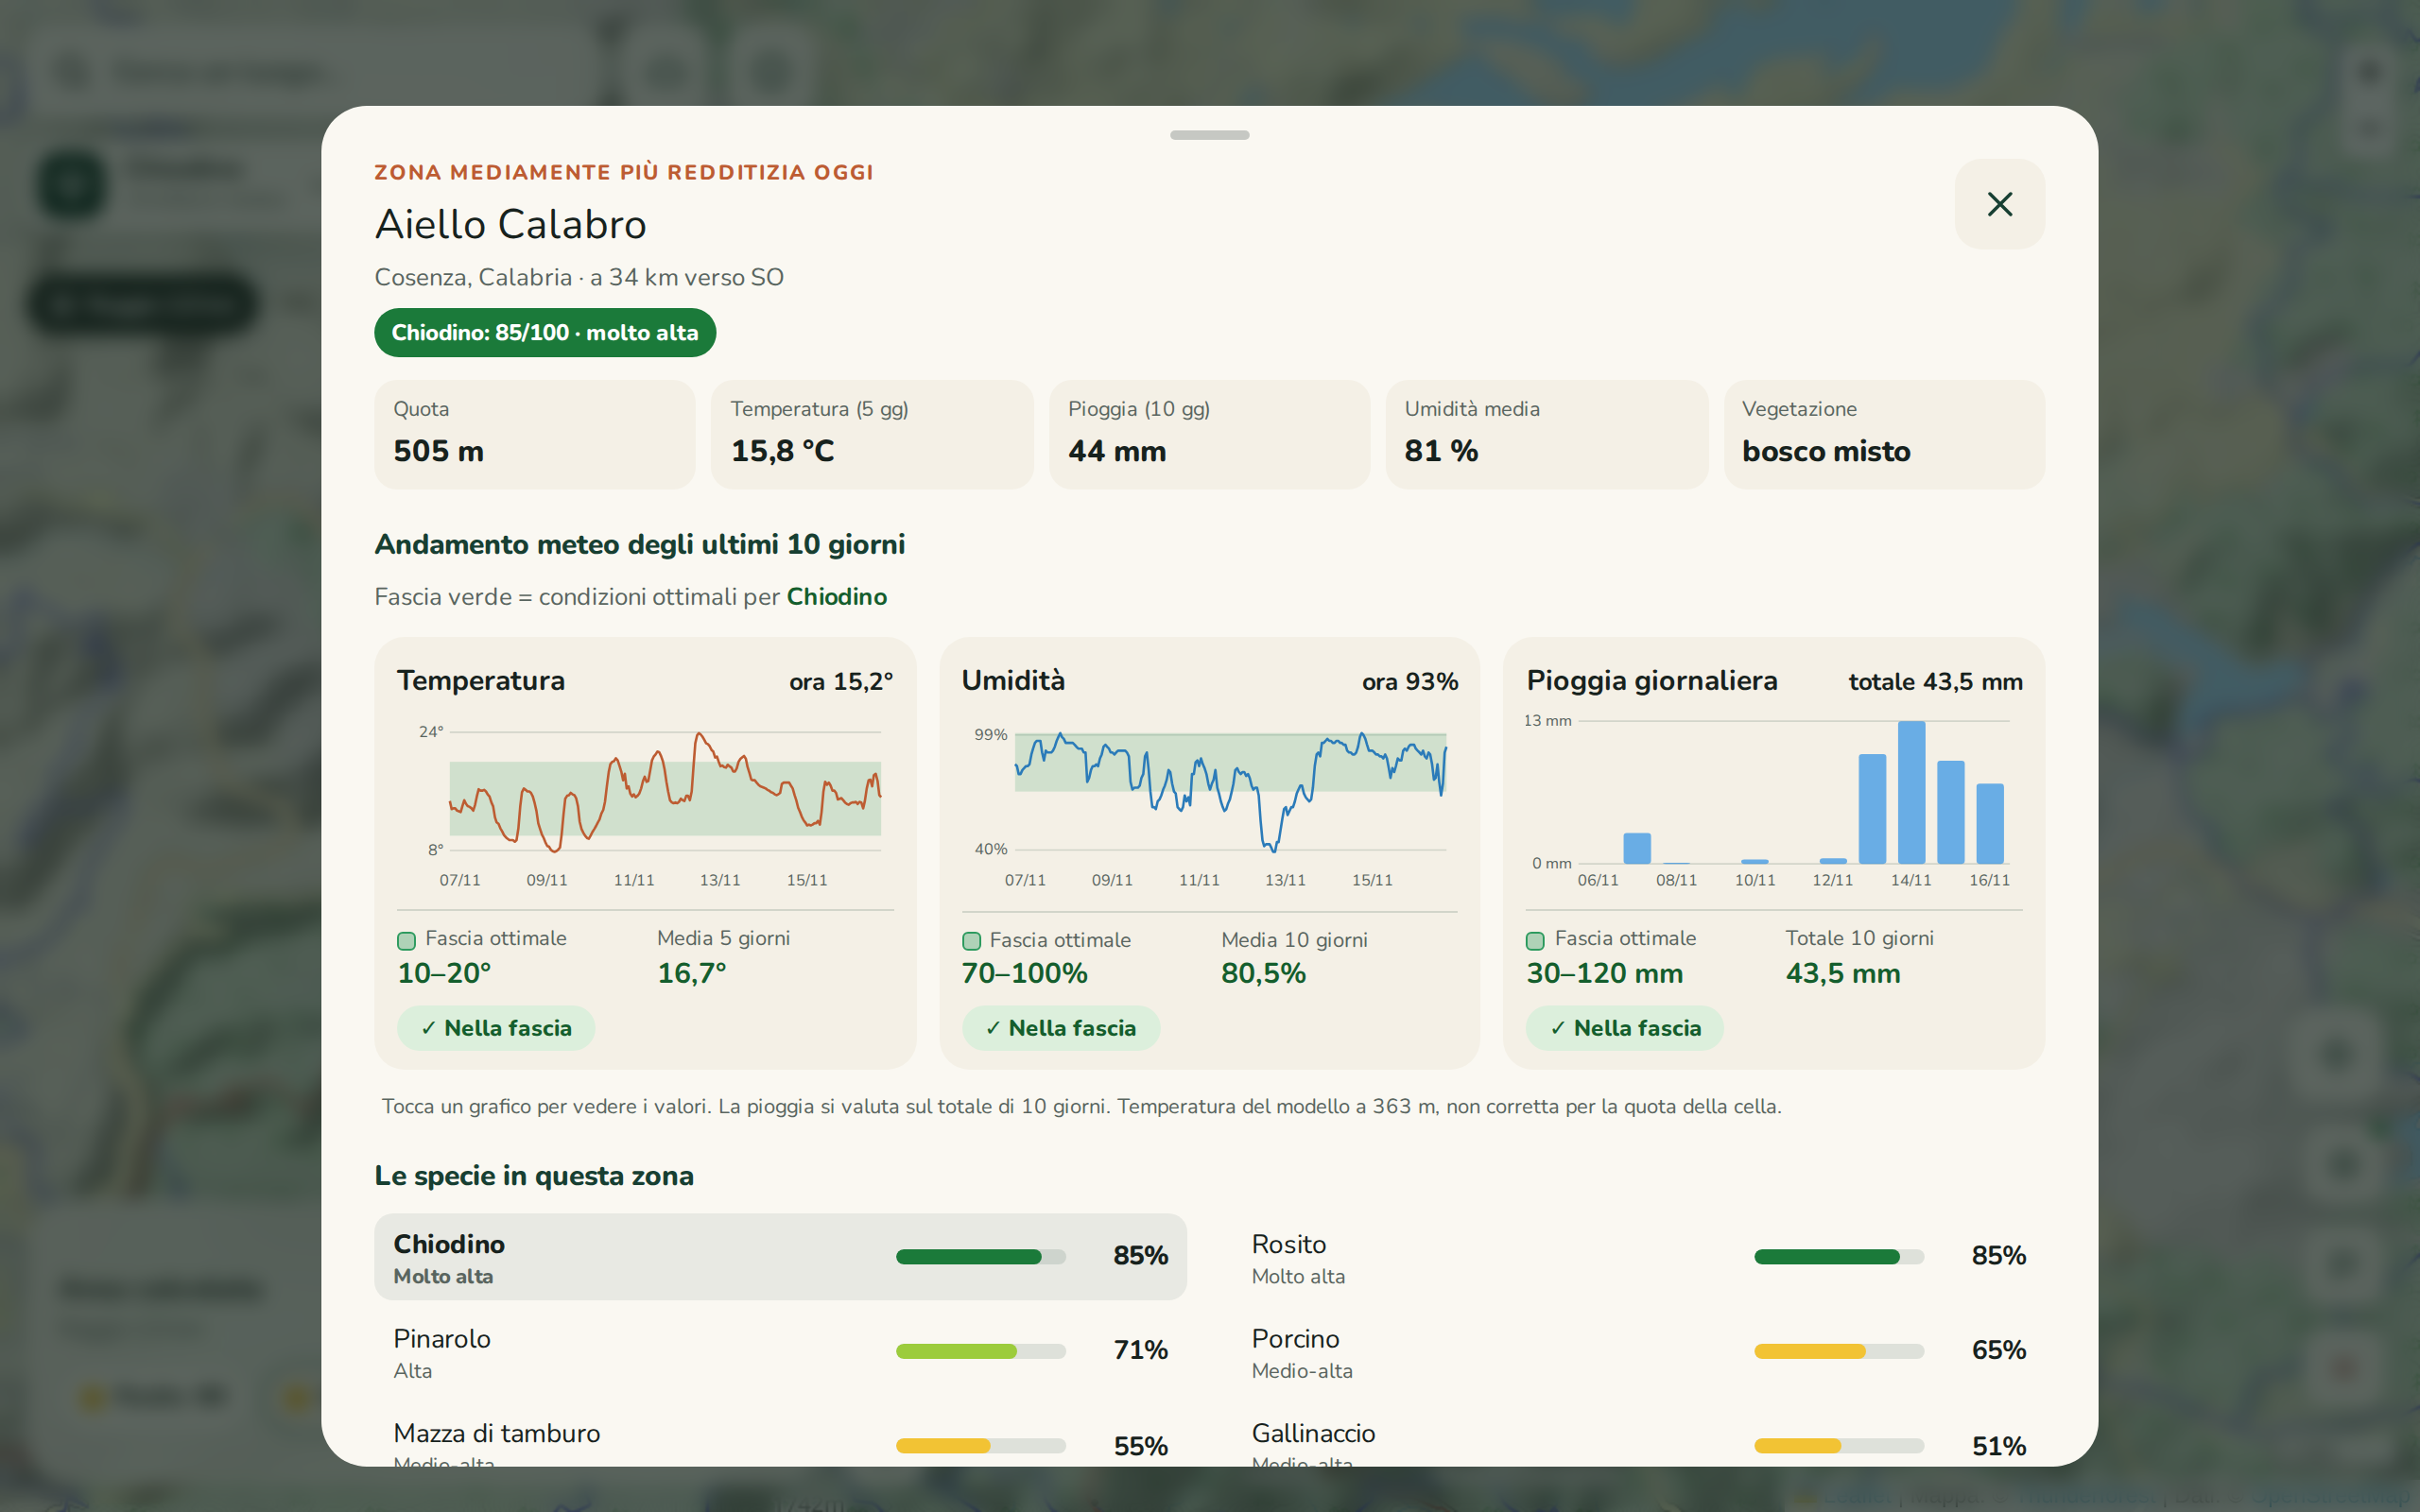 ZONA MEDIAMENTE PIÙ REDDITIZIA OGGI
Aiello Calabro
Cosenza, Calabria · a 34 km verso SO
Chiodino: 85/100 · molto alta
Quota
505 m
Temperatura (5 gg)
15,8 °C
Pioggia (10 gg)
44 mm
Umidità media
81 %
Vegetazione
bosco misto
Andamento meteo degli ultimi 10 giorni
Fascia verde = condizioni ottimali per Chiodino
Temperatura ora 15,2°
24°
8°
07/11 09/11 11/11 13/11 15/11
Fascia ottimale
10–20°
Media 5 giorni
16,7°
✓ Nella fascia
Umidità ora 93%
99%
40%
07/11 09/11 11/11 13/11 15/11
Fascia ottimale
70–100%
Media 10 giorni
80,5%
✓ Nella fascia
Pioggia giornaliera totale 43,5 mm
13 mm
0 mm
06/11 08/11 10/11 12/11 14/11 16/11
Fascia ottimale
30–120 mm
Totale 10 giorni
43,5 mm
✓ Nella fascia
Tocca un grafico per vedere i valori. La pioggia si valuta sul totale di 10 giorni. Temperatura del modello a 363 m, non corretta per la quota della cella.
Le specie in questa zona
Chiodino
Molto alta
85%
Rosito
Molto alta
85%
Pinarolo
Alta
71%
Porcino
Medio-alta
65%
Mazza di tamburo
Medio-alta
55%
Gallinaccio
Medio-alta
51%